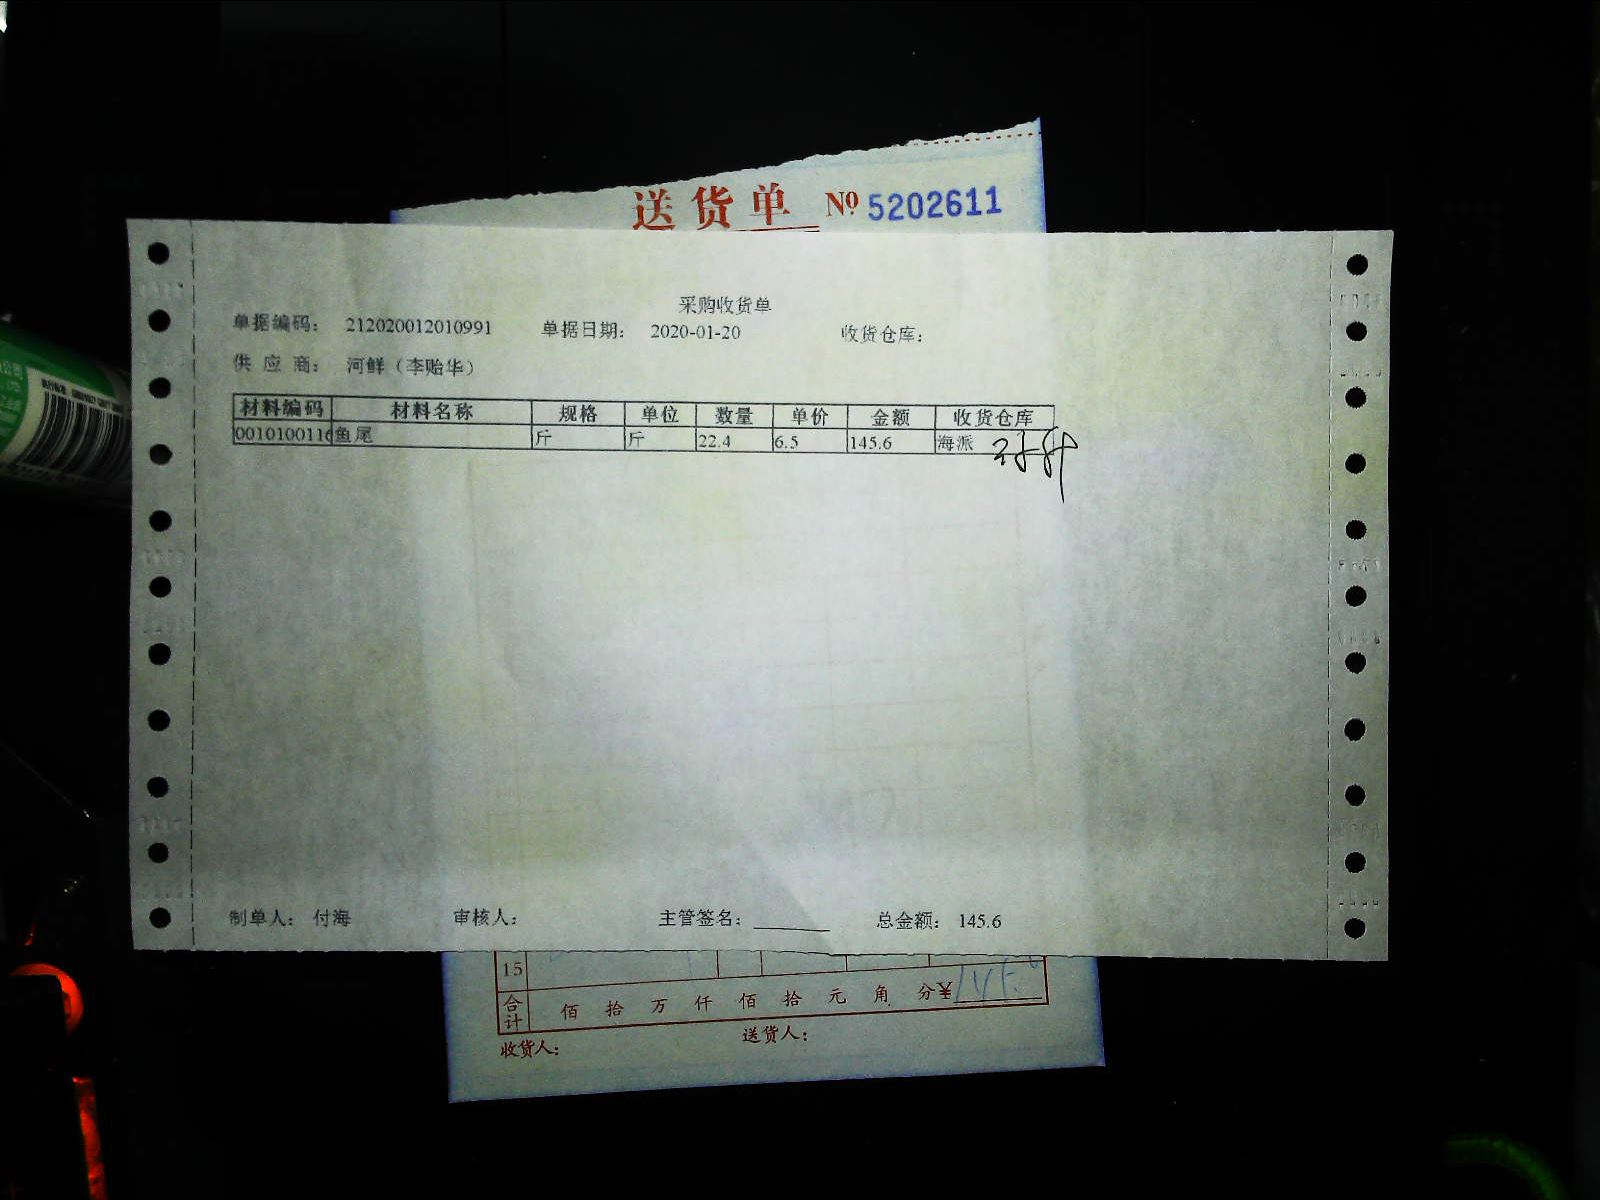 送货单 № 5202611
采购收货单
单据编码： 212020012010991 单据日期： 2020-01-20 收货仓库：
供应商： 河鲜（李贻华）
材料编码 材料名称 规格 单位 数量 单价 金额 收货仓库
0010100116 鱼尾 斤 斤 22.4 6.5 145.6 海派
制单人： 付海 审核人： 主管签名： 总金额： 145.6
15
合计 佰 拾 万 仟 佰 拾 元 角 分 ¥
收货人： 送货人：